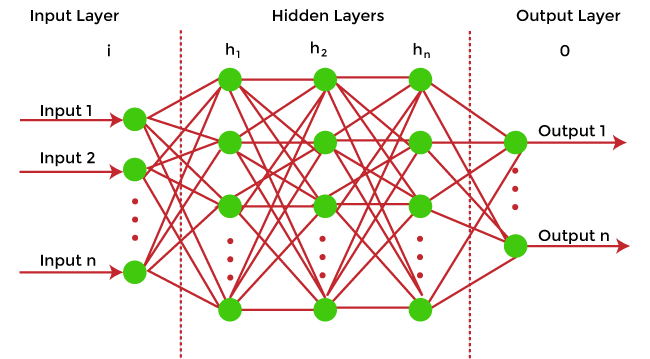 Input Layer Hidden Layers Output Layer
i h1 h2 hn 0
Input 1
Output 1
Input 2
Input n
Output n